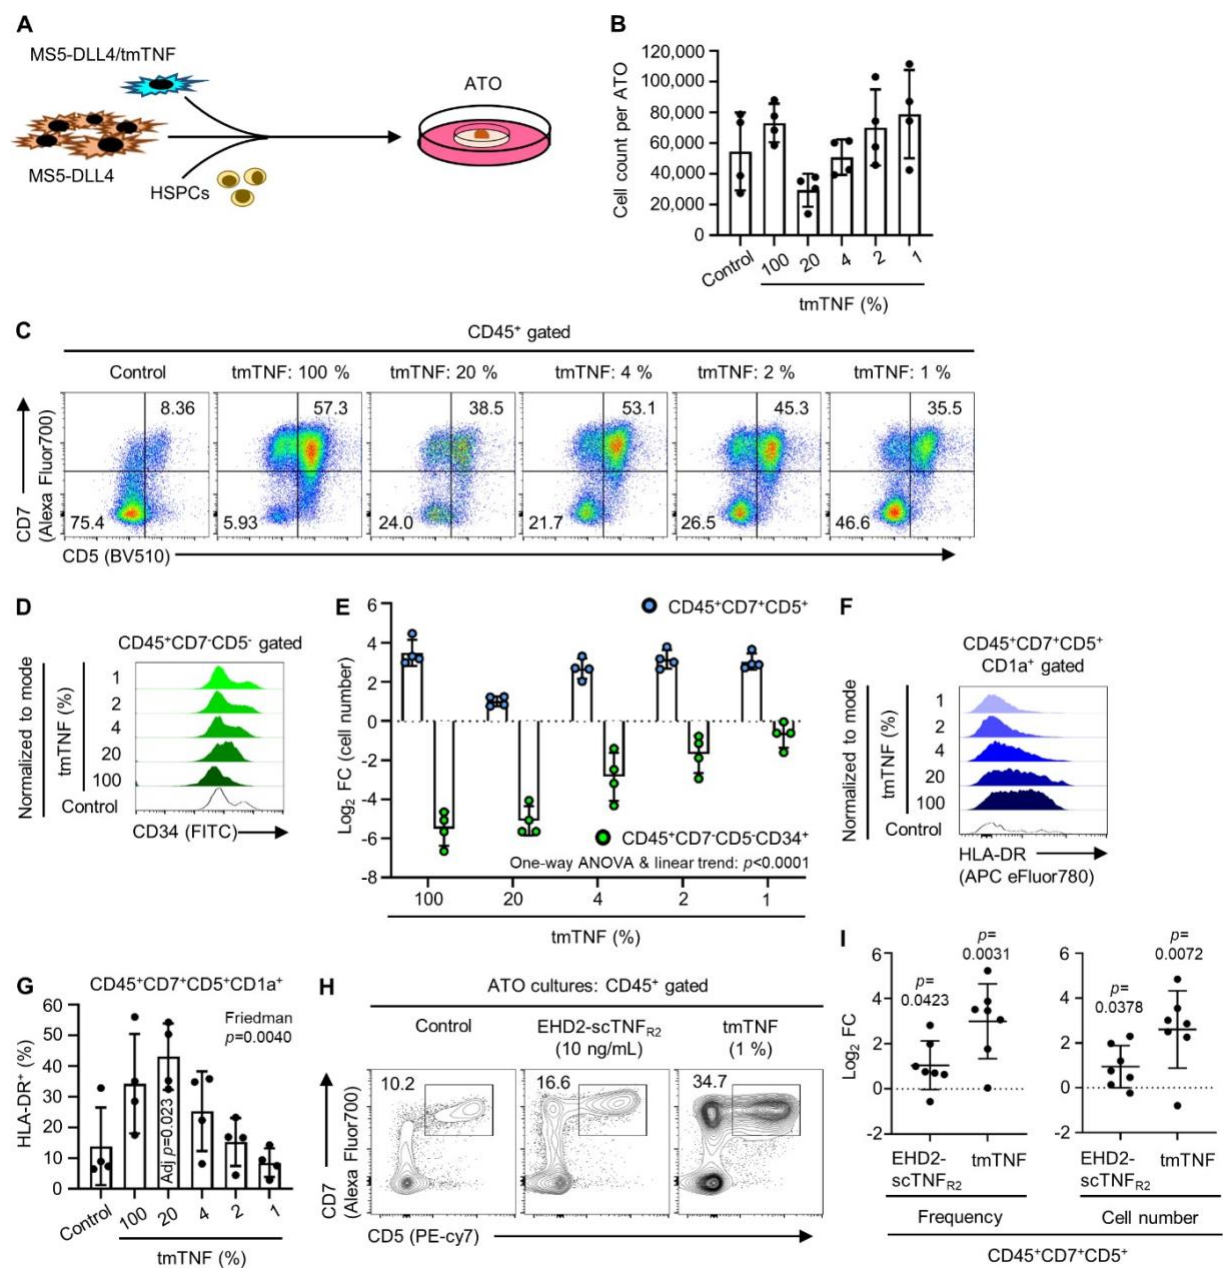 A
MS5-DLL4/tmTNF
MS5-DLL4
HSPCs
ATO
B
Cell count per ATO
120,000
100,000
80,000
60,000
40,000
20,000
0
Control 100 20 4 2 1
tmTNF (%)
C
CD45⁺ gated
Control tmTNF: 100 % tmTNF: 20 % tmTNF: 4 % tmTNF: 2 % tmTNF: 1 %
CD7
(Alexa Fluor700)
8.36 57.3 38.5 53.1 45.3 35.5
75.4 5.93 24.0 21.7 26.5 46.6
CD5 (BV510)
D
CD45⁺CD7⁻CD5⁻ gated
Normalized to mode
tmTNF (%)
1
2
4
20
100
Control
CD34 (FITC)
E
Log₂ FC (cell number)
6
4
2
0
-2
-4
-6
-8
CD45⁺CD7⁺CD5⁺
CD45⁺CD7⁻CD5⁻CD34⁺
One-way ANOVA & linear trend: p<0.0001
100 20 4 2 1
tmTNF (%)
F
CD45⁺CD7⁺CD5⁺
CD1a⁺ gated
Normalized to mode
tmTNF (%)
1
2
4
20
100
Control
HLA-DR
(APC eFluor780)
G
CD45⁺CD7⁺CD5⁺CD1a⁺
HLA-DR⁺ (%)
60
50
40
30
20
10
0
Friedman
p=0.0040
Adj p=0.023
Control 100 20 4 2 1
tmTNF (%)
H
ATO cultures: CD45⁺ gated
Control EHD2-scTNFR2 tmTNF
(10 ng/mL) (1 %)
CD7
(Alexa Fluor700)
10.2 16.6 34.7
CD5 (PE-cy7)
I
Log₂ FC
6
4
2
0
-2
p=
0.0423
p=
0.0031
EHD2- tmTNF
scTNFR2
Frequency
6
4
2
0
-2
p=
0.0378
p=
0.0072
EHD2- tmTNF
scTNFR2
Cell number
CD45⁺CD7⁺CD5⁺